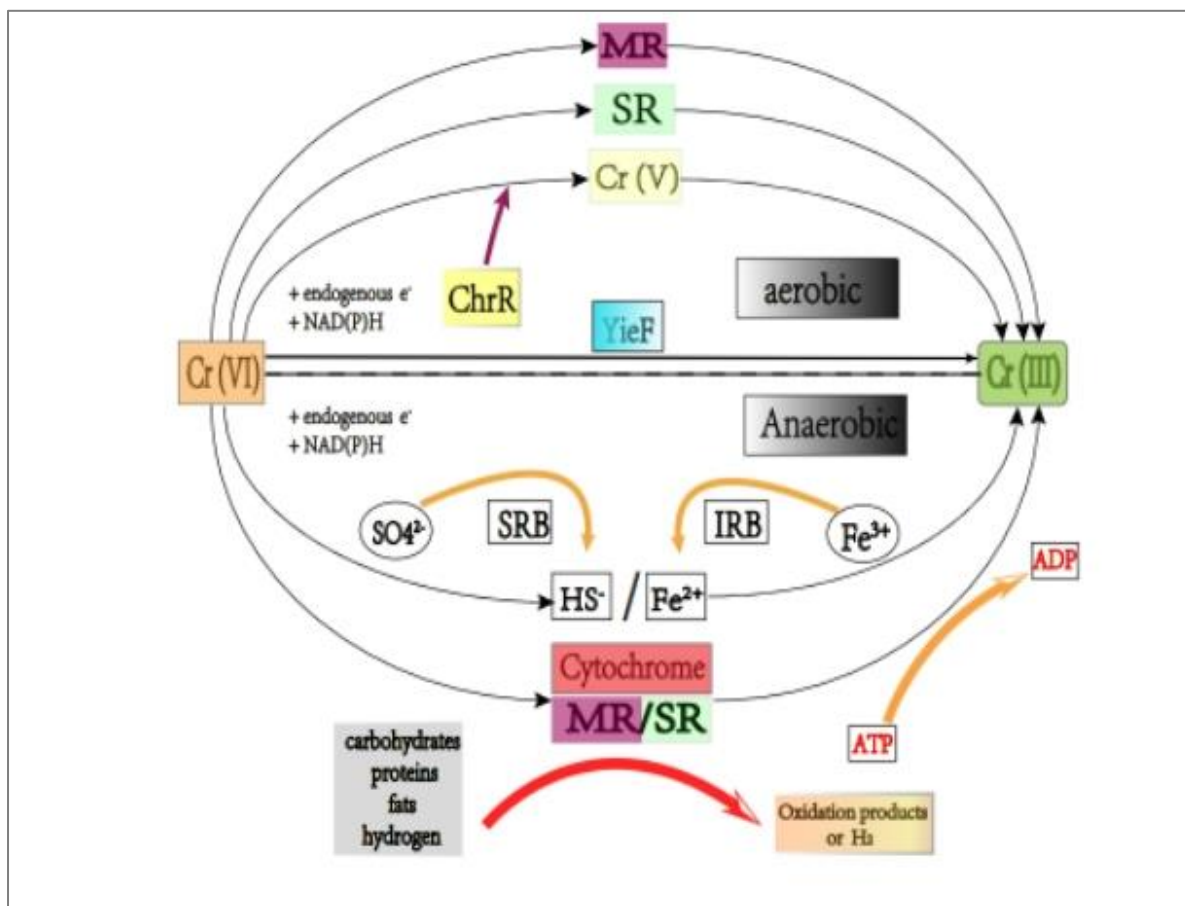 MR
SR
Cr (V)
+ endogenous e⁻
+ NAD(P)H
ChrR
YieF
aerobic
Cr (VI)
Cr (III)
+ endogenous e⁻
+ NAD(P)H
Anaerobic
SO4²⁻
SRB
IRB
Fe³⁺
HS⁻ / Fe²⁺
ADP
Cytochrome
MR/SR
ATP
carbohydrates
proteins
fats
hydrogen
Oxidation products
or H₂